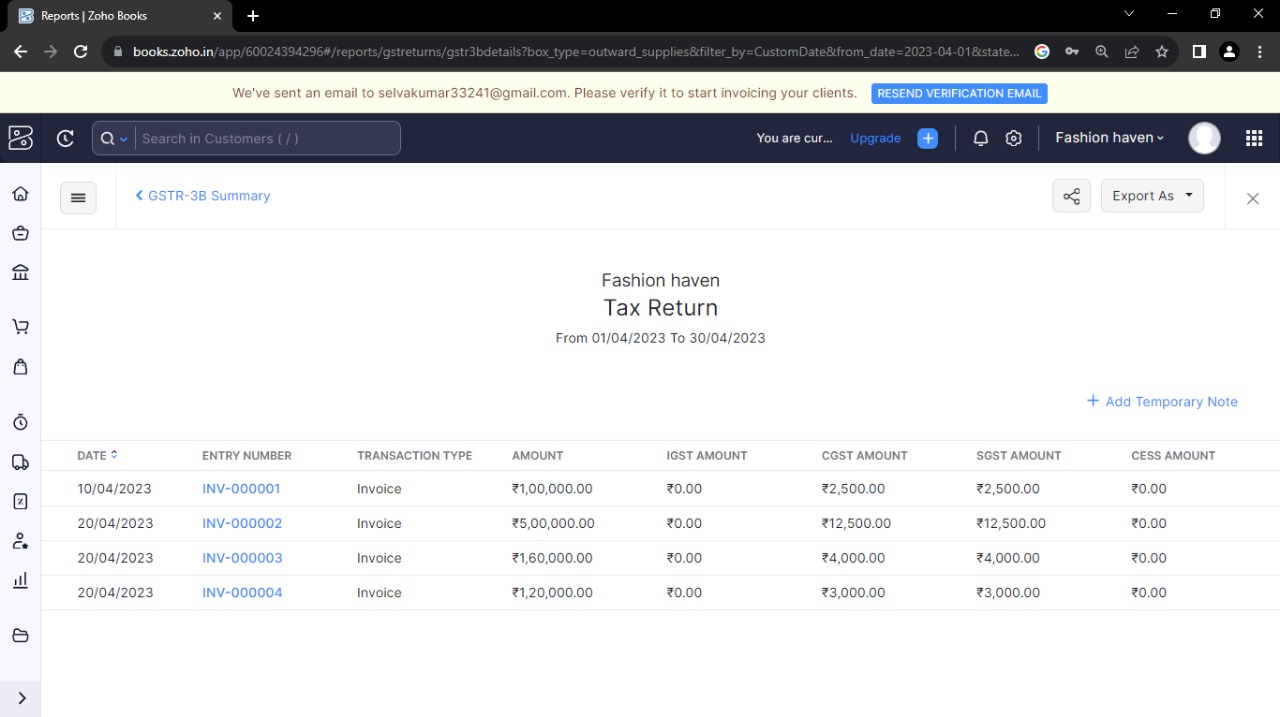 Reports | Zoho Books
books.zoho.in/app/60024394296#/reports/gstreturns/gstr3bdetails?box_type=outward_supplies&filter_by=CustomDate&from_date=2023-04-01&state...
We've sent an email to selvakumar33241@gmail.com. Please verify it to start invoicing your clients. RESEND VERIFICATION EMAIL
Search in Customers ( / ) You are cur... Upgrade Fashion haven
GSTR-3B Summary Export As
Fashion haven
Tax Return
From 01/04/2023 To 30/04/2023
+ Add Temporary Note
DATE ENTRY NUMBER TRANSACTION TYPE AMOUNT IGST AMOUNT CGST AMOUNT SGST AMOUNT CESS AMOUNT
10/04/2023 INV-000001 Invoice ₹1,00,000.00 ₹0.00 ₹2,500.00 ₹2,500.00 ₹0.00
20/04/2023 INV-000002 Invoice ₹5,00,000.00 ₹0.00 ₹12,500.00 ₹12,500.00 ₹0.00
20/04/2023 INV-000003 Invoice ₹1,60,000.00 ₹0.00 ₹4,000.00 ₹4,000.00 ₹0.00
20/04/2023 INV-000004 Invoice ₹1,20,000.00 ₹0.00 ₹3,000.00 ₹3,000.00 ₹0.00